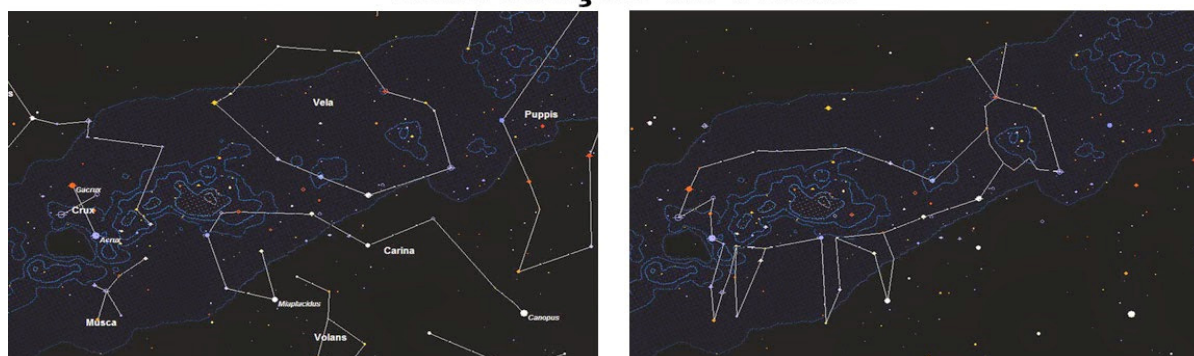 Vela
Puppis
s
Gacrux
Crux
Acrux
Carina
Miaplacidus
Canopus
Musca
Volans